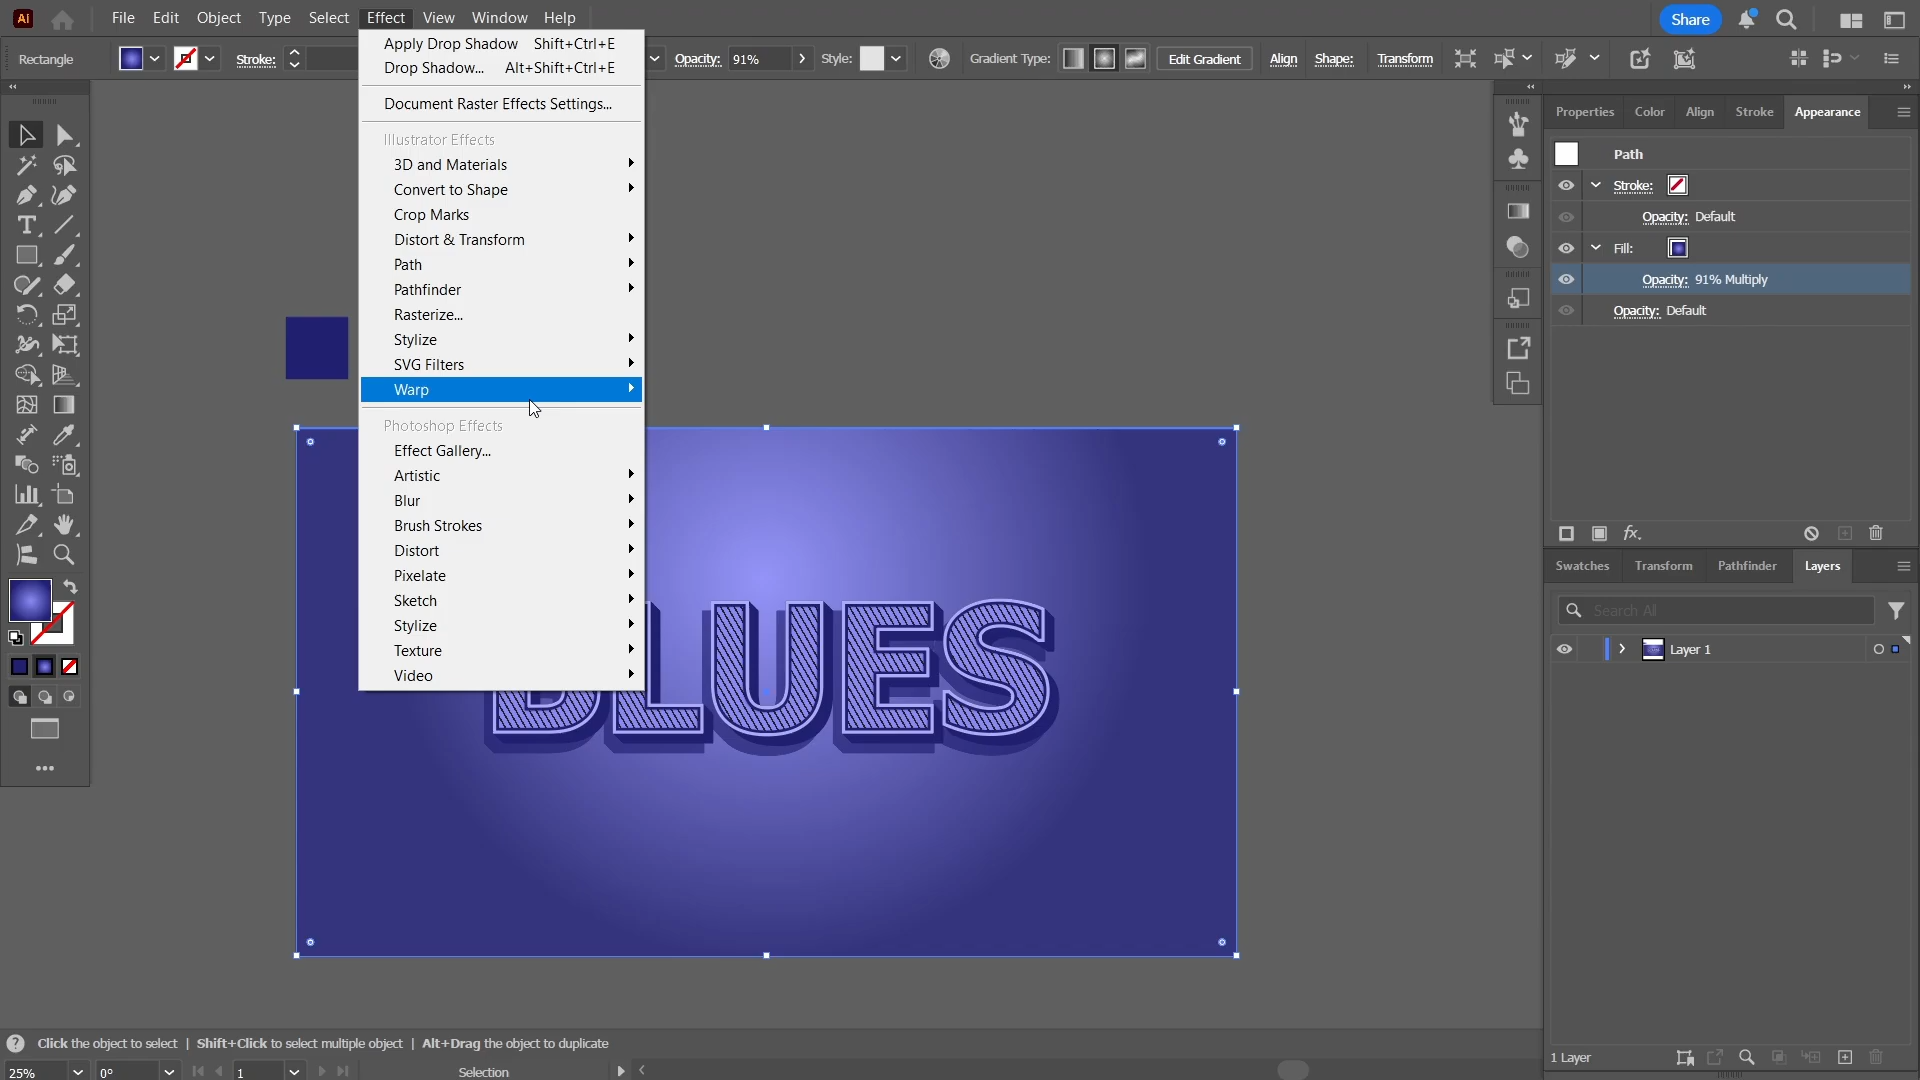 Ai
File Edit Object Type Select Effect View Window Help
Share
Rectangle
Stroke:
Opacity: 91%
Style:
Gradient Type:
Edit Gradient
Align
Shape:
Transform
Apply Drop Shadow Shift+Ctrl+E
Drop Shadow... Alt+Shift+Ctrl+E
Document Raster Effects Settings...
Illustrator Effects
3D and Materials
Convert to Shape
Crop Marks
Distort & Transform
Path
Pathfinder
Rasterize...
Stylize
SVG Filters
Warp
Photoshop Effects
Effect Gallery...
Artistic
Blur
Brush Strokes
Distort
Pixelate
Sketch
Stylize
Texture
Video
BLUES
Properties Color Align Stroke Appearance
Path
Stroke:
Opacity: Default
Fill:
Opacity: 91% Multiply
Opacity: Default
fx.
Swatches Transform Pathfinder Layers
Search All
Layer 1
1 Layer
Click the object to select | Shift+Click to select multiple object | Alt+Drag the object to duplicate
25% 0° 1 Selection